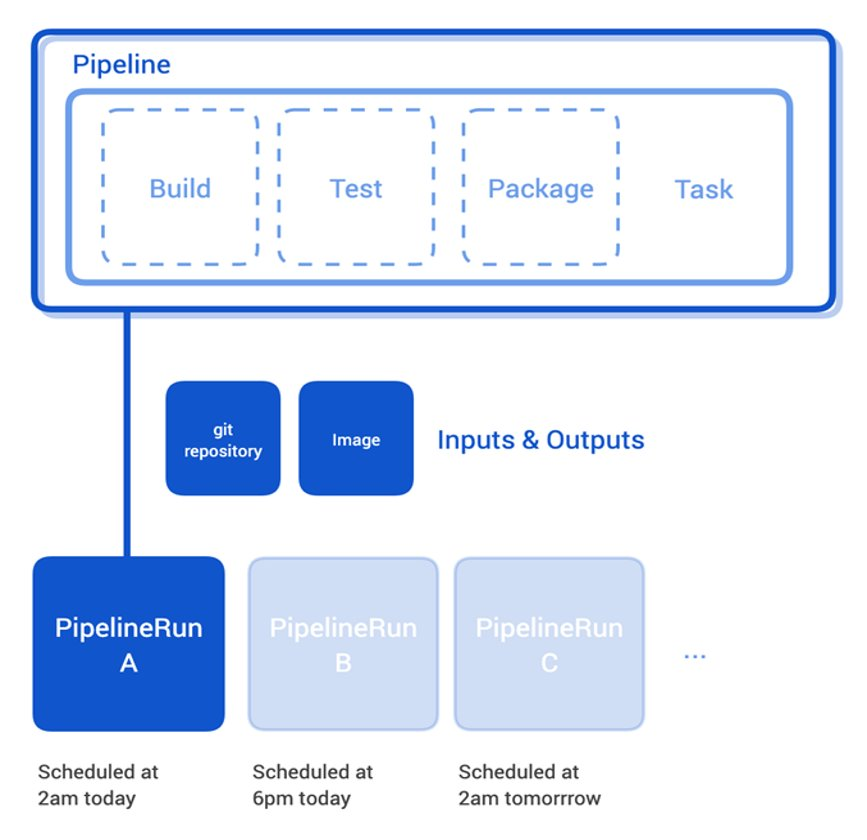 Pipeline
Build
Test
Package
Task
git
repository
Image
Inputs & Outputs
PipelineRun
A
PipelineRun
B
PipelineRun
C
...
Scheduled at
2am today
Scheduled at
6pm today
Scheduled at
2am tomorrrow